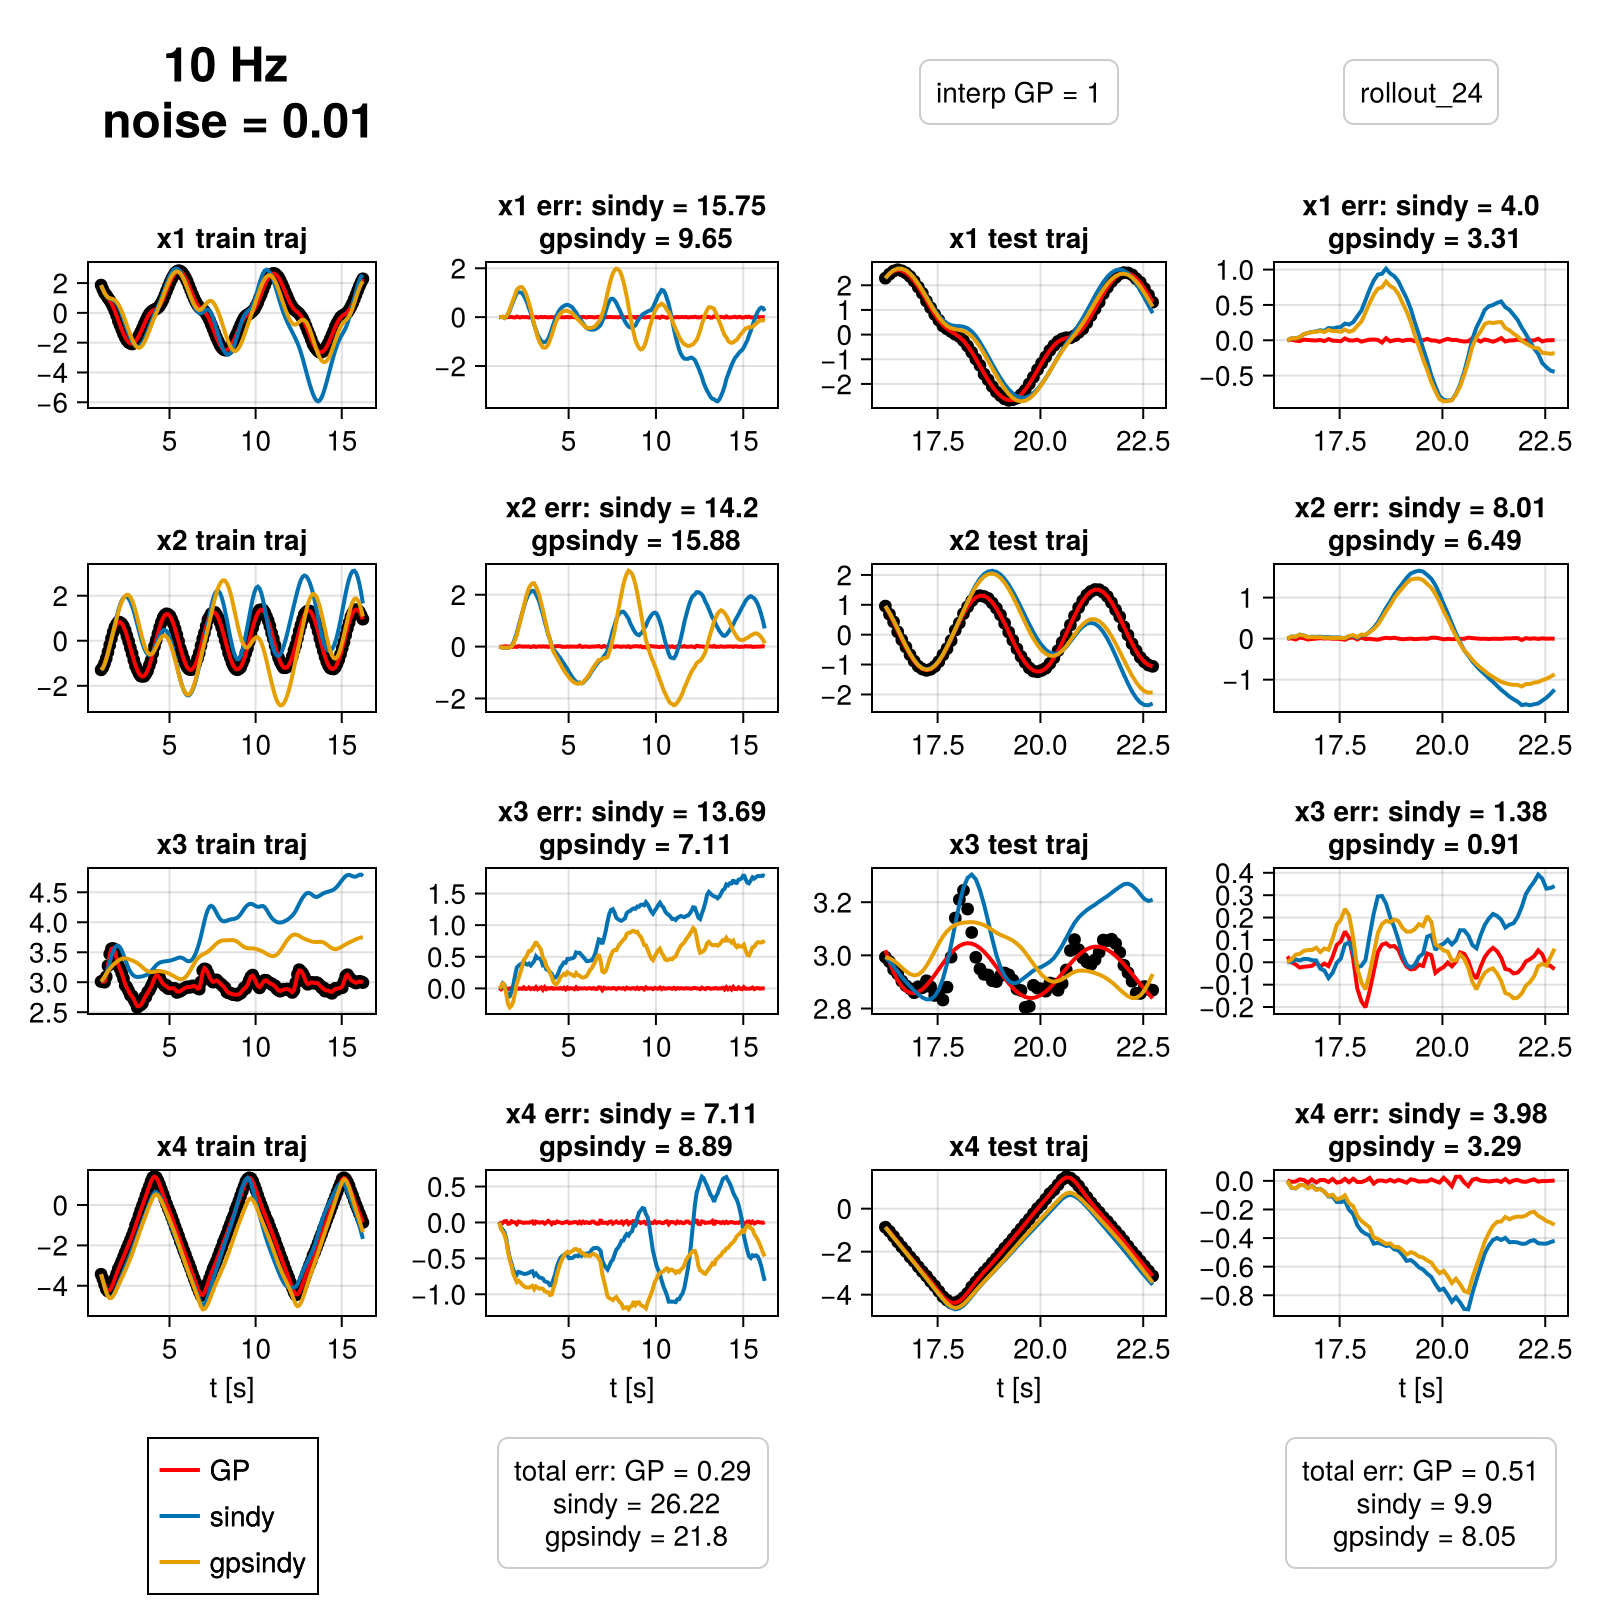 10 Hz
noise = 0.01
interp GP = 1
rollout_24
x1 train traj
2
0
−2
−4
−6
5
10
15
x1 err: sindy = 15.75
gpsindy = 9.65
2
0
−2
5
10
15
x1 test traj
2
1
0
−1
−2
17.5
20.0
22.5
x1 err: sindy = 4.0
gpsindy = 3.31
1.0
0.5
0.0
−0.5
17.5
20.0
22.5
x2 train traj
2
0
−2
5
10
15
x2 err: sindy = 14.2
gpsindy = 15.88
2
0
−2
5
10
15
x2 test traj
2
1
0
−1
−2
17.5
20.0
22.5
x2 err: sindy = 8.01
gpsindy = 6.49
1
0
−1
17.5
20.0
22.5
x3 train traj
4.5
4.0
3.5
3.0
2.5
5
10
15
x3 err: sindy = 13.69
gpsindy = 7.11
1.5
1.0
0.5
0.0
5
10
15
x3 test traj
3.2
3.0
2.8
17.5
20.0
22.5
x3 err: sindy = 1.38
gpsindy = 0.91
0.4
0.3
0.2
0.1
0.0
−0.1
−0.2
17.5
20.0
22.5
x4 train traj
0
−2
−4
5
10
15
t [s]
x4 err: sindy = 7.11
gpsindy = 8.89
0.5
0.0
−0.5
−1.0
5
10
15
t [s]
x4 test traj
0
−2
−4
17.5
20.0
22.5
t [s]
x4 err: sindy = 3.98
gpsindy = 3.29
0.0
−0.2
−0.4
−0.6
−0.8
17.5
20.0
22.5
t [s]
GP
sindy
gpsindy
total err: GP = 0.29
sindy = 26.22
gpsindy = 21.8
total err: GP = 0.51
sindy = 9.9
gpsindy = 8.05